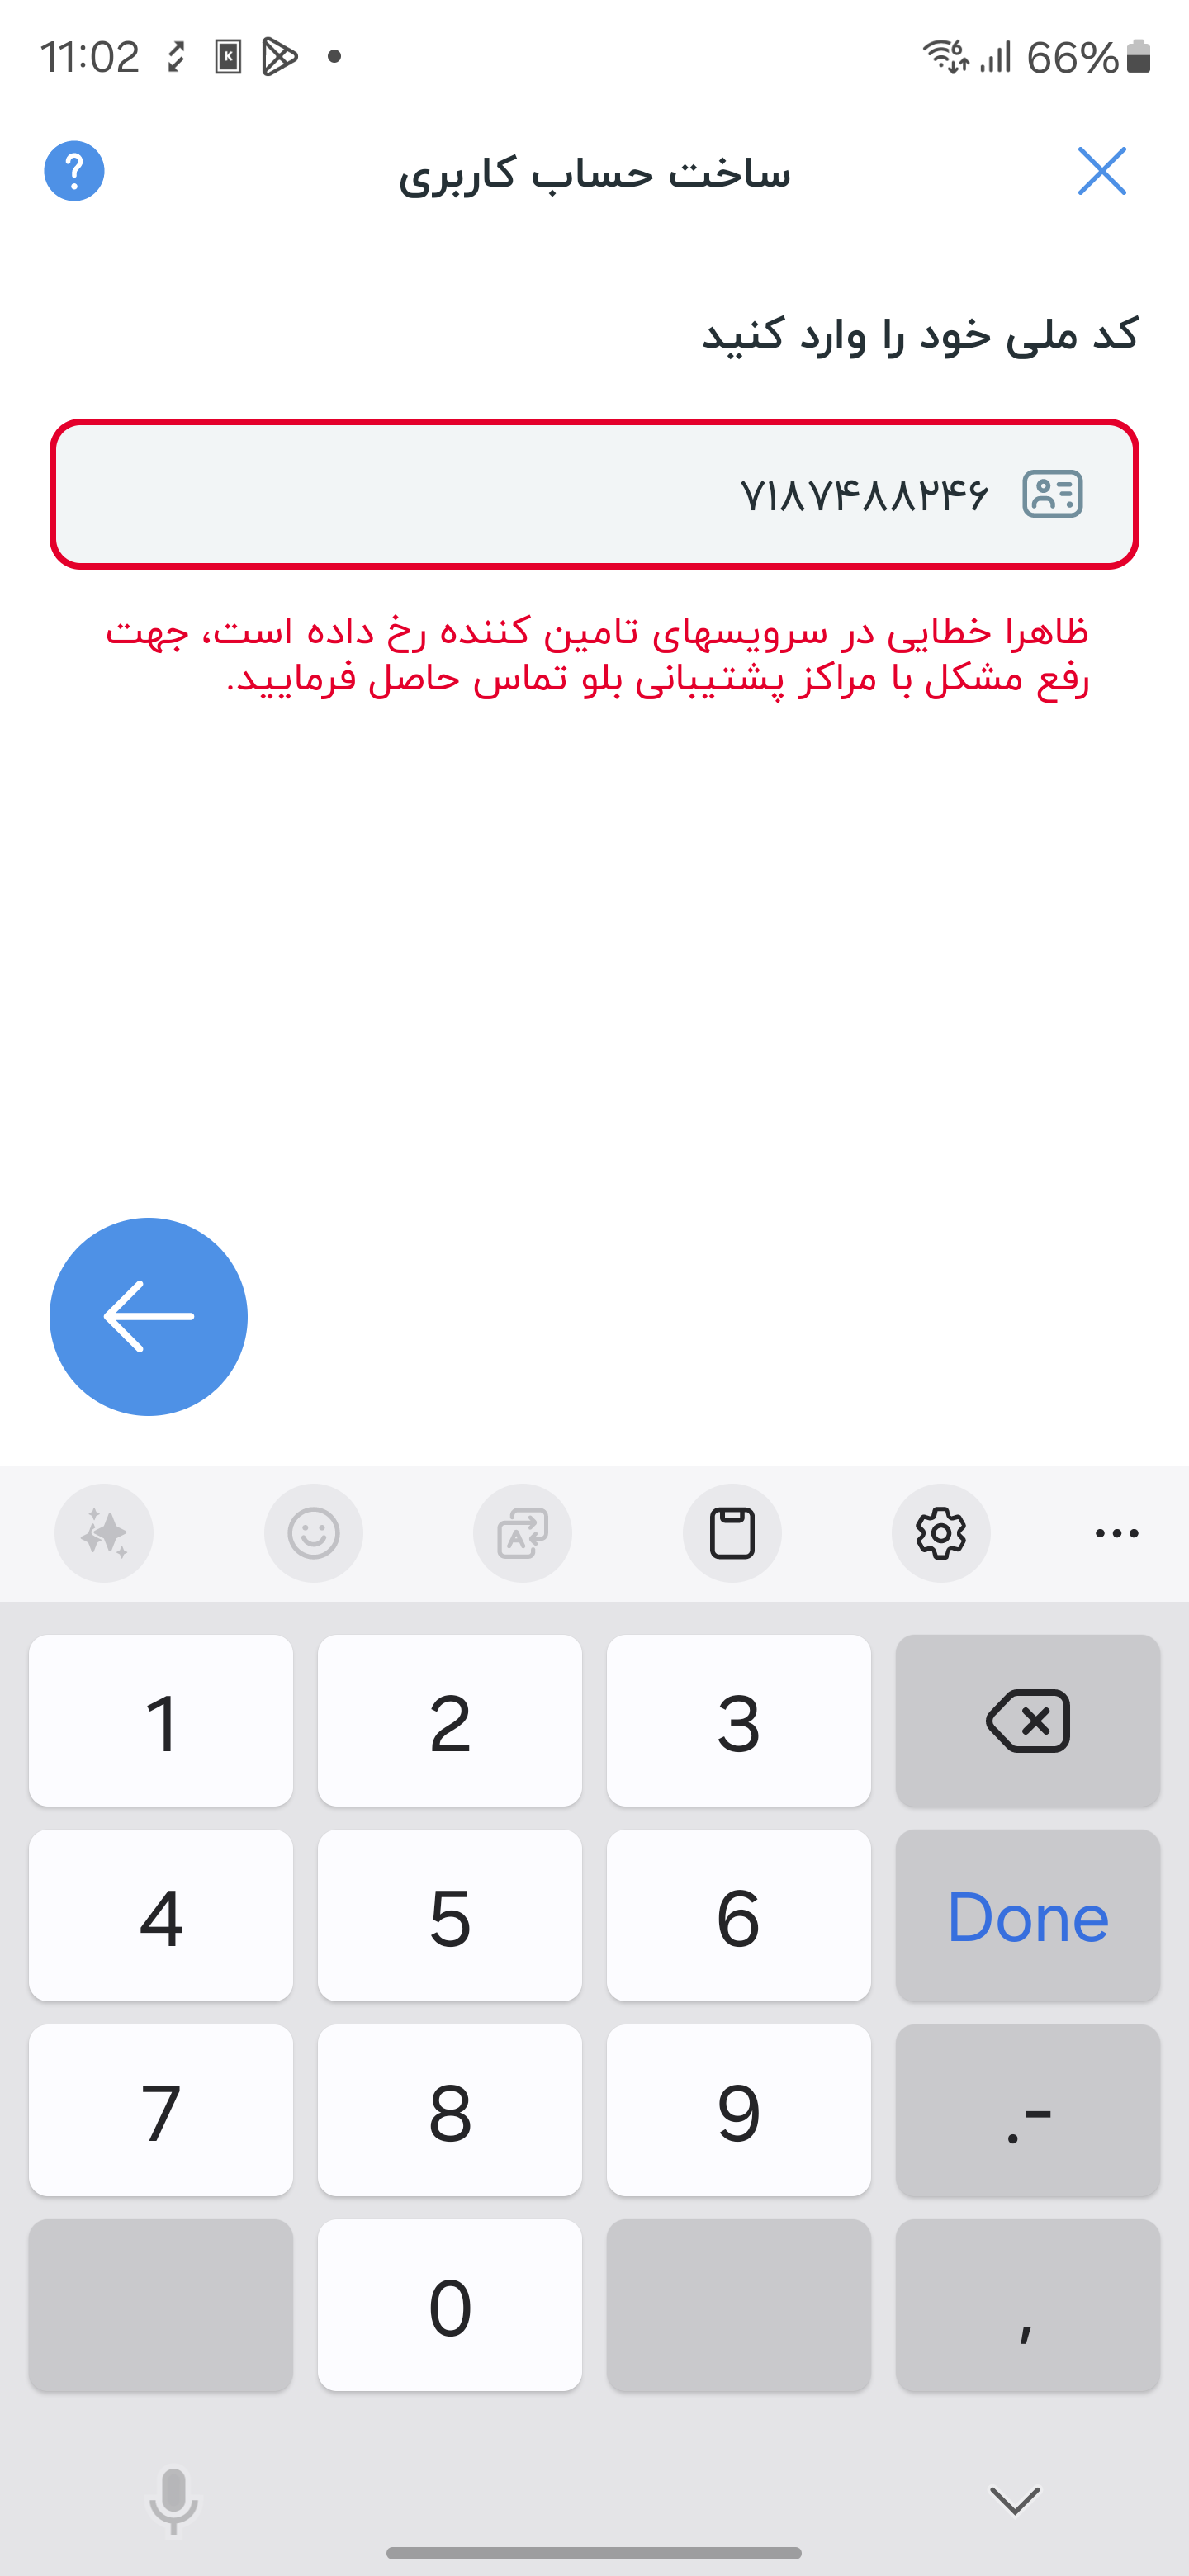 11:02
66%
ساخت حساب کاربری
کد ملی خود را وارد کنید
۷۱۸۷۴۸۸۲۴۶
ظاهرا خطایی در سرویسهای تامین کننده رخ داده است، جهت
رفع مشکل با مراکز پشتیبانی بلو تماس حاصل فرمایید.
1 2 3
4 5 6 Done
7 8 9 .-
0 ,